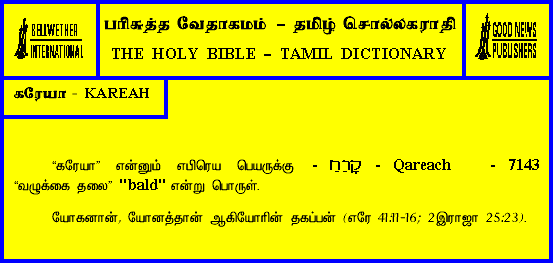 BELLWETHER
INTERNATIONAL
பரிசுத்த வேதாகமம் – தமிழ் சொல்லகராதி
THE HOLY BIBLE – TAMIL DICTIONARY
GOOD NEWS
PUBLISHERS
கரேயா - KAREAH
“கரேயா” என்னும் எபிரெய பெயருக்கு - קָרֵחַ - Qareach - 7143
“வழுக்கை தலை” "bald" என்று பொருள்.
யோகனான், யோனத்தான் ஆகியோரின் தகப்பன் (எரே 41:11-16; 2இராஜா 25:23).